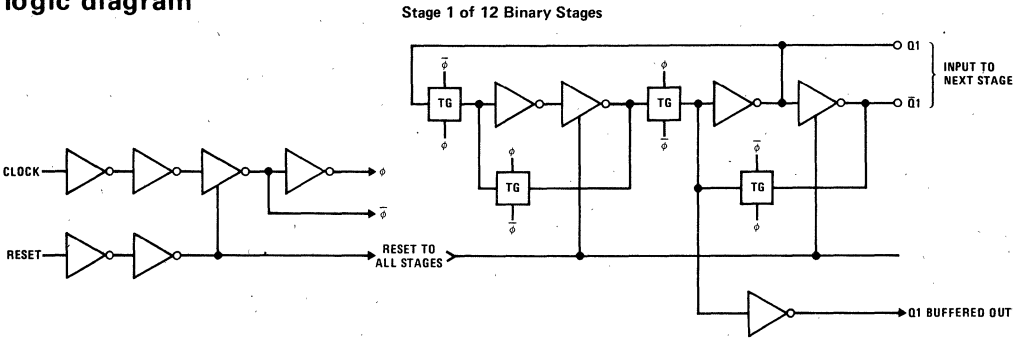 logic diagram
Stage 1 of 12 Binary Stages
Q1
INPUT TO
NEXT STAGE
Q̅1
φ̅
TG
φ
φ
TG
φ̅
φ
TG
φ̅
φ̅
TG
φ
CLOCK
φ
φ̅
RESET
RESET TO
ALL STAGES
Q1 BUFFERED OUT